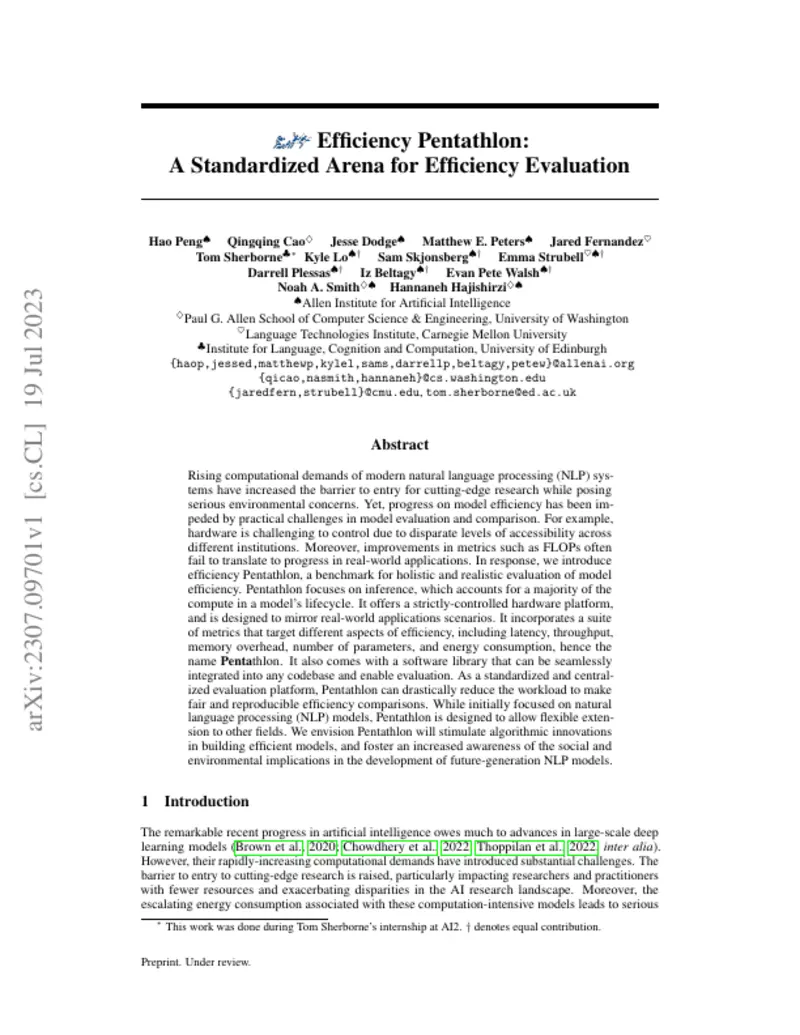 Efficiency Pentathlon:
A Standardized Arena for Efficiency Evaluation
Hao Peng♠ Qingqing Cao♢ Jesse Dodge♠ Matthew E. Peters♠ Jared Fernandez♡
Tom Sherborne♣* Kyle Lo♠† Sam Skjonsberg♠† Emma Strubell♡♠†
Darrell Plessas♠† Iz Beltagy♠† Evan Pete Walsh♠†
Noah A. Smith♢♠ Hannaneh Hajishirzi♢♠
♠Allen Institute for Artificial Intelligence
♢Paul G. Allen School of Computer Science & Engineering, University of Washington
♡Language Technologies Institute, Carnegie Mellon University
♣Institute for Language, Cognition and Computation, University of Edinburgh
{haop,jessed,matthewp,kylel,sams,darrellp,beltagy,petew}@allenai.org
{qicao,nasmith,hannaneh}@cs.washington.edu
{jaredfern,strubell}@cmu.edu, tom.sherborne@ed.ac.uk
arXiv:2307.09701v1 [cs.CL] 19 Jul 2023
Abstract
Rising computational demands of modern natural language processing (NLP) sys-
tems have increased the barrier to entry for cutting-edge research while posing
serious environmental concerns. Yet, progress on model efficiency has been im-
peded by practical challenges in model evaluation and comparison. For example,
hardware is challenging to control due to disparate levels of accessibility across
different institutions. Moreover, improvements in metrics such as FLOPs often
fail to translate to progress in real-world applications. In response, we introduce
efficiency Pentathlon, a benchmark for holistic and realistic evaluation of model
efficiency. Pentathlon focuses on inference, which accounts for a majority of the
compute in a model's lifecycle. It offers a strictly-controlled hardware platform,
and is designed to mirror real-world applications scenarios. It incorporates a suite
of metrics that target different aspects of efficiency, including latency, throughput,
memory overhead, number of parameters, and energy consumption, hence the
name Pentathlon. It also comes with a software library that can be seamlessly
integrated into any codebase and enable evaluation. As a standardized and central-
ized evaluation platform, Pentathlon can drastically reduce the workload to make
fair and reproducible efficiency comparisons. While initially focused on natural
language processing (NLP) models, Pentathlon is designed to allow flexible exten-
sion to other fields. We envision Pentathlon will stimulate algorithmic innovations
in building efficient models, and foster an increased awareness of the social and
environmental implications in the development of future-generation NLP models.
1 Introduction
The remarkable recent progress in artificial intelligence owes much to advances in large-scale deep
learning models (Brown et al., 2020; Chowdhery et al., 2022; Thoppilan et al., 2022, inter alia).
However, their rapidly-increasing computational demands have introduced substantial challenges. The
barrier to entry to cutting-edge research is raised, particularly impacting researchers and practitioners
with fewer resources and exacerbating disparities in the AI research landscape. Moreover, the
escalating energy consumption associated with these computation-intensive models leads to serious
* This work was done during Tom Sherborne's internship at AI2. † denotes equal contribution.
Preprint. Under review.